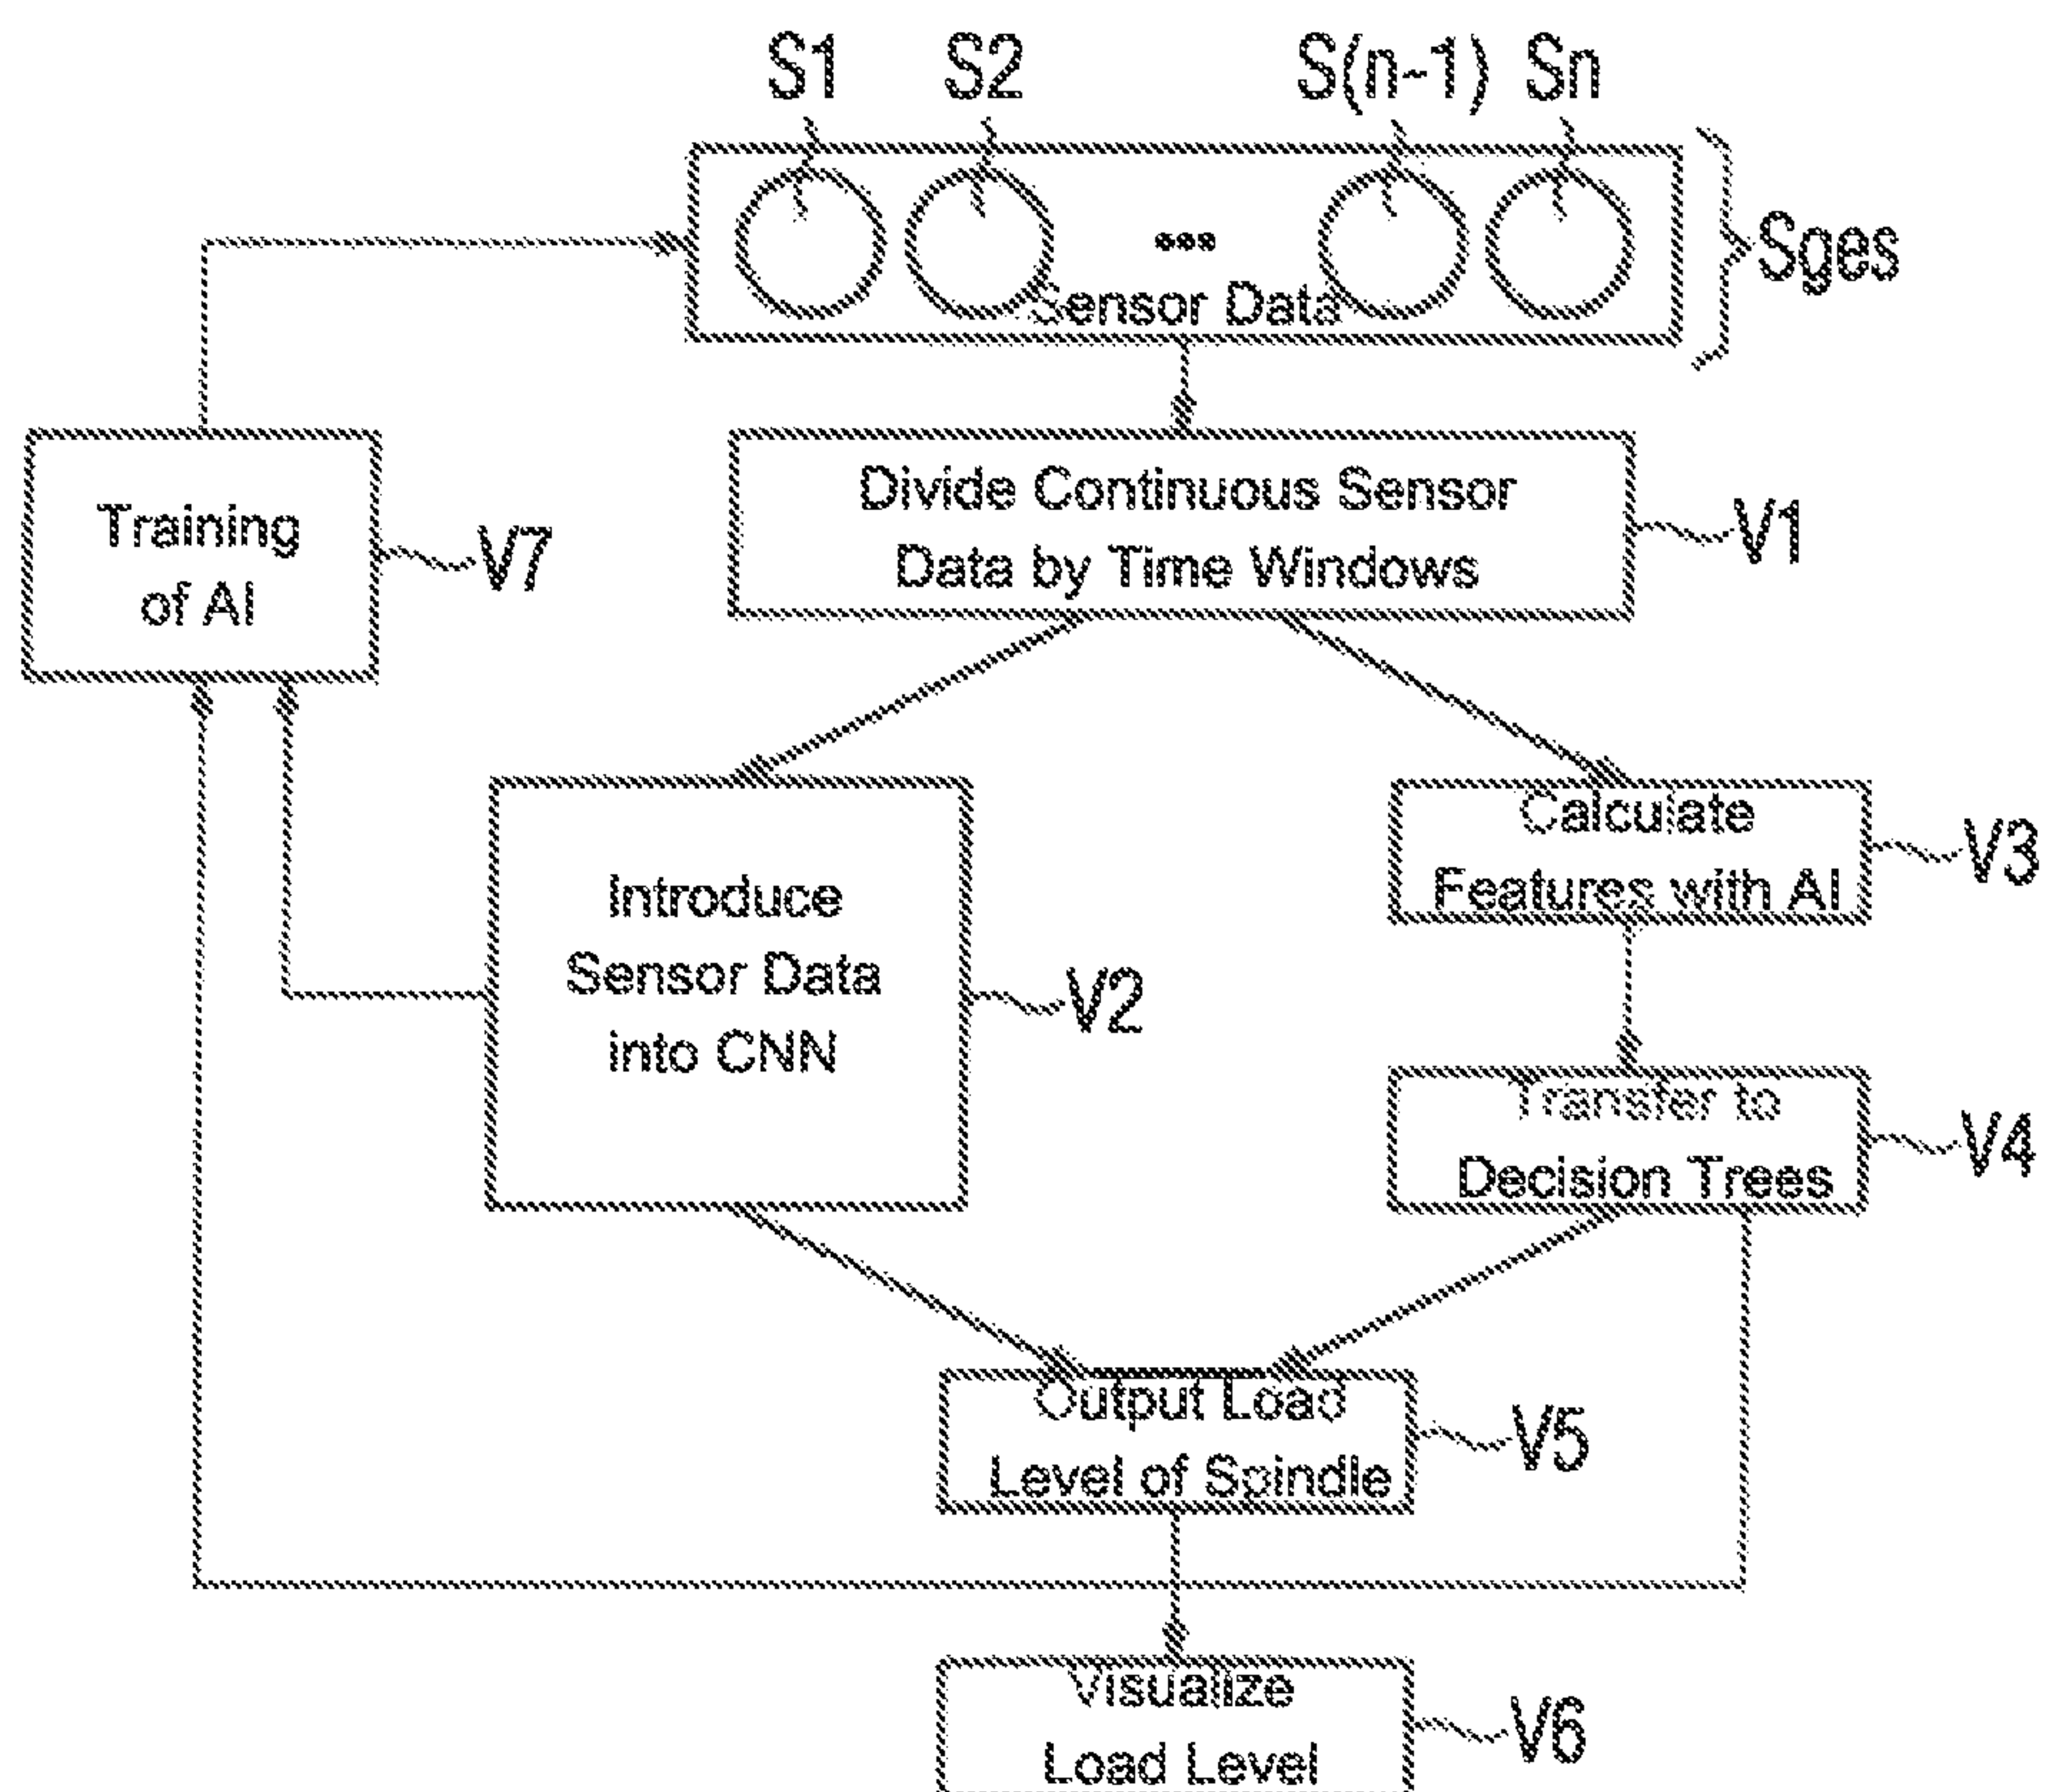 S1 S2 S(n-1) Sn
... Sges
Sensor Data
Divide Continuous Sensor
Data by Time Windows
V1
Training
of AI
V7
Calculate
Features with AI
V3
Introduce
Sensor Data
into CNN
V2
Transfer to
Decision Trees
V4
Output Load
Level of Spindle
V5
Visualize
Load Level
V6